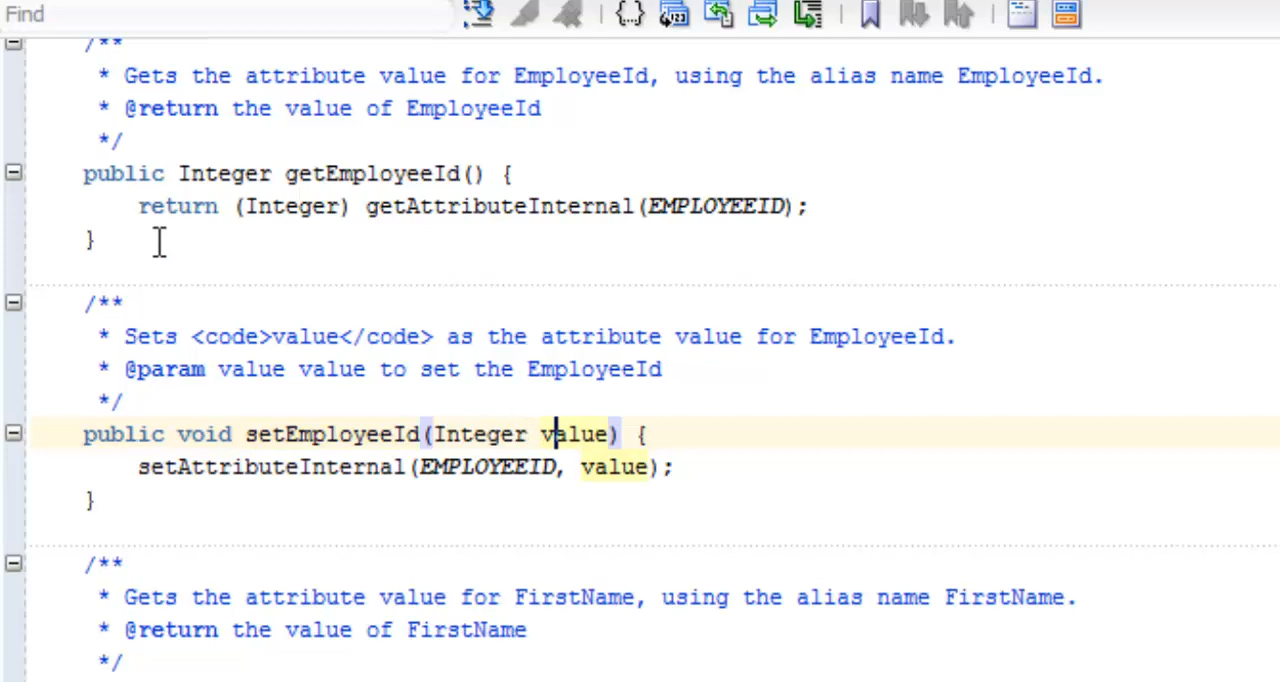 Find
/**
* Gets the attribute value for EmployeeId, using the alias name EmployeeId.
* @return the value of EmployeeId
*/
public Integer getEmployeeId() {
return (Integer) getAttributeInternal(EMPLOYEEID);
}
/**
* Sets <code>value</code> as the attribute value for EmployeeId.
* @param value value to set the EmployeeId
*/
public void setEmployeeId(Integer value) {
setAttributeInternal(EMPLOYEEID, value);
}
/**
* Gets the attribute value for FirstName, using the alias name FirstName.
* @return the value of FirstName
*/